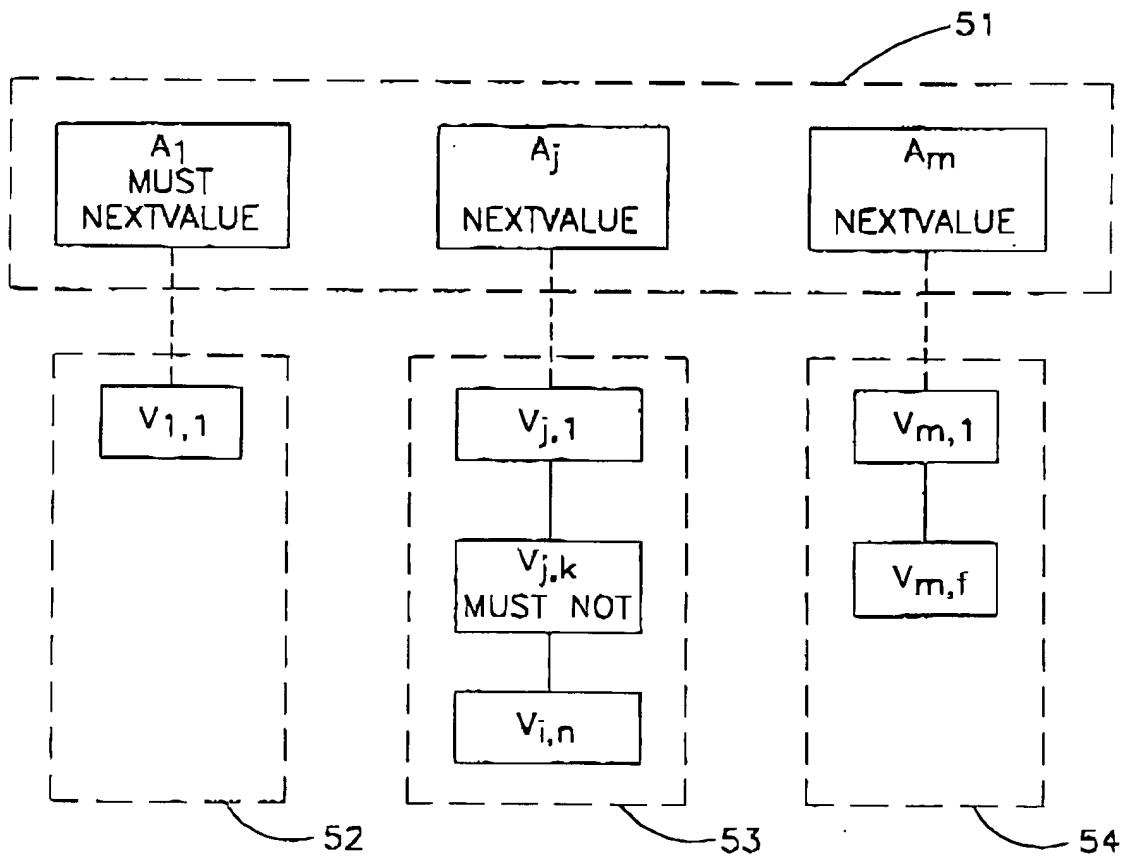 51
A1 MUST NEXTVALUE
Aj NEXTVALUE
Am NEXTVALUE
V1,1
Vj,1
Vm,1
Vj,k MUST NOT
Vm,f
Vi,n
52
53
54